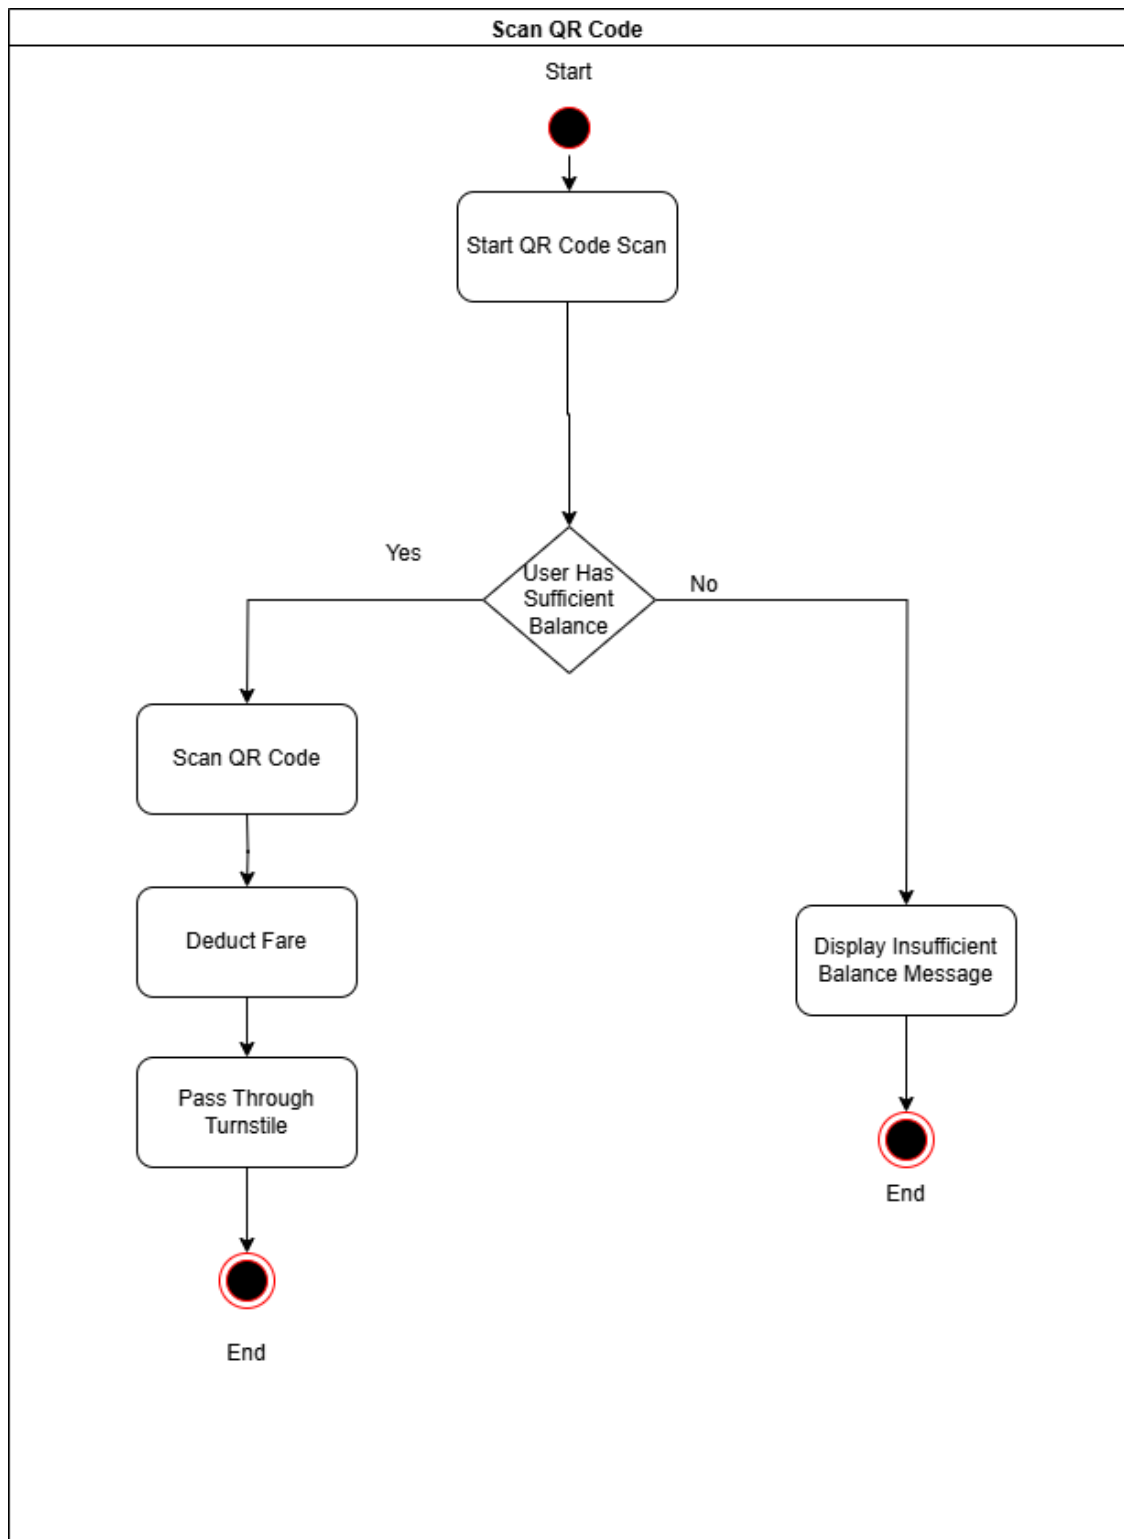 Scan QR Code
Start
Start QR Code Scan
Yes
User Has
Sufficient
Balance
No
Scan QR Code
Deduct Fare
Display Insufficient
Balance Message
Pass Through
Turnstile
End
End